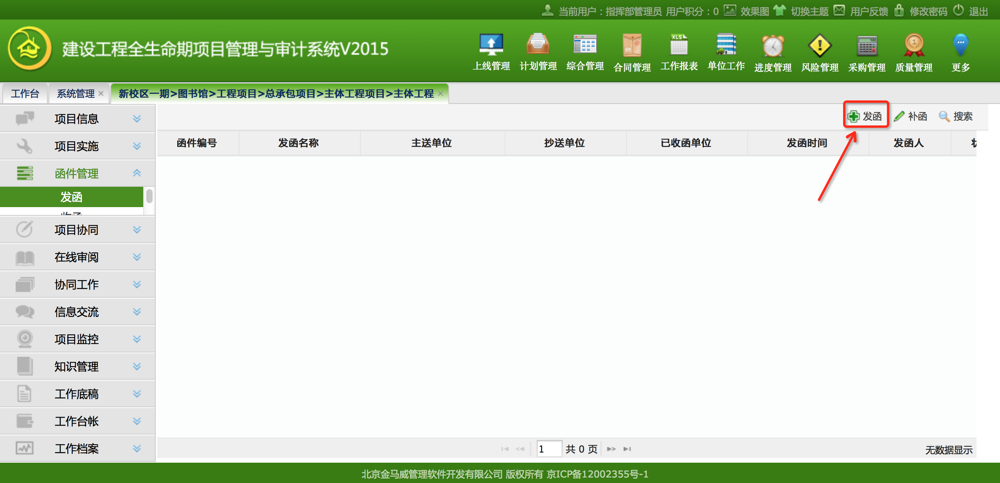 当前用户：指挥部管理员 用户积分：0 效果图 切换主题 用户反馈 修改密码 退出
建设工程全生命期项目管理与审计系统V2015
上线管理 计划管理 综合管理 合同管理 XLS 工作报表 单位工作 进度管理 风险管理 采购管理 质量管理 更多
工作台 系统管理 新校区一期>图书馆>工程项目>总承包项目>主体工程项目>主体工程
发函 补函 搜索
函件编号 发函名称 主送单位 抄送单位 已收函单位 发函时间 发函人
项目信息
项目实施
函件管理
发函
项目协同
在线审阅
协同工作
信息交流
项目监控
知识管理
工作底稿
工作台帐
工作档案
1 共 0 页 无数据显示
北京金马威管理软件开发有限公司 版权所有 京ICP备12002355号-1